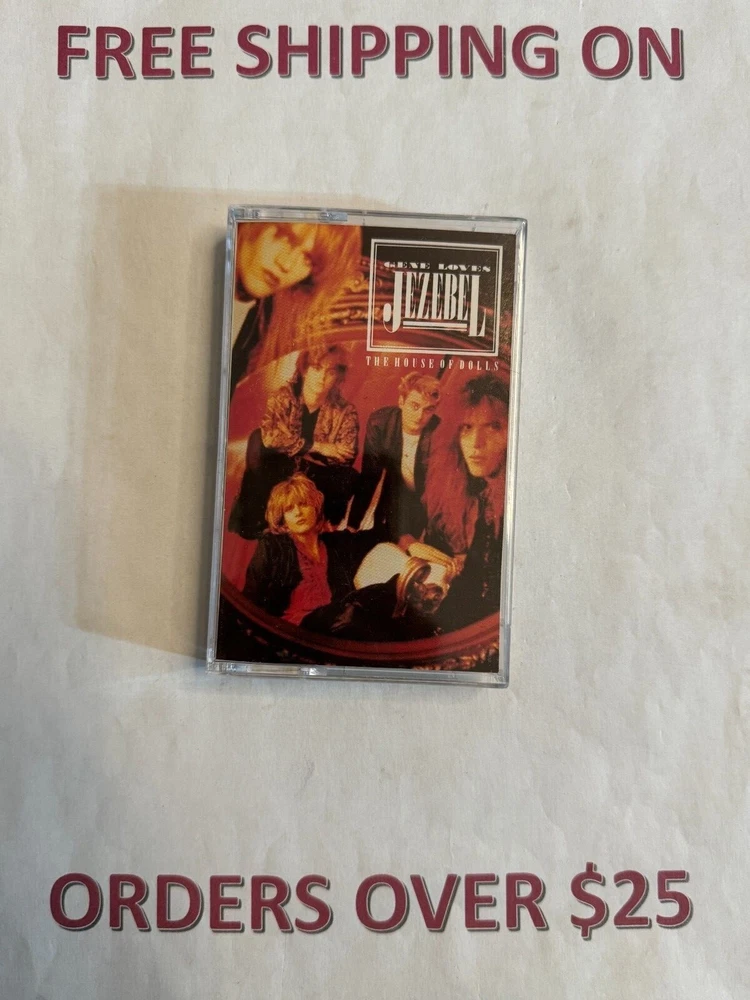 FREE SHIPPING ON
GENE LOVES
JEZEBEL
THE HOUSE OF DOLLS
ORDERS OVER $25